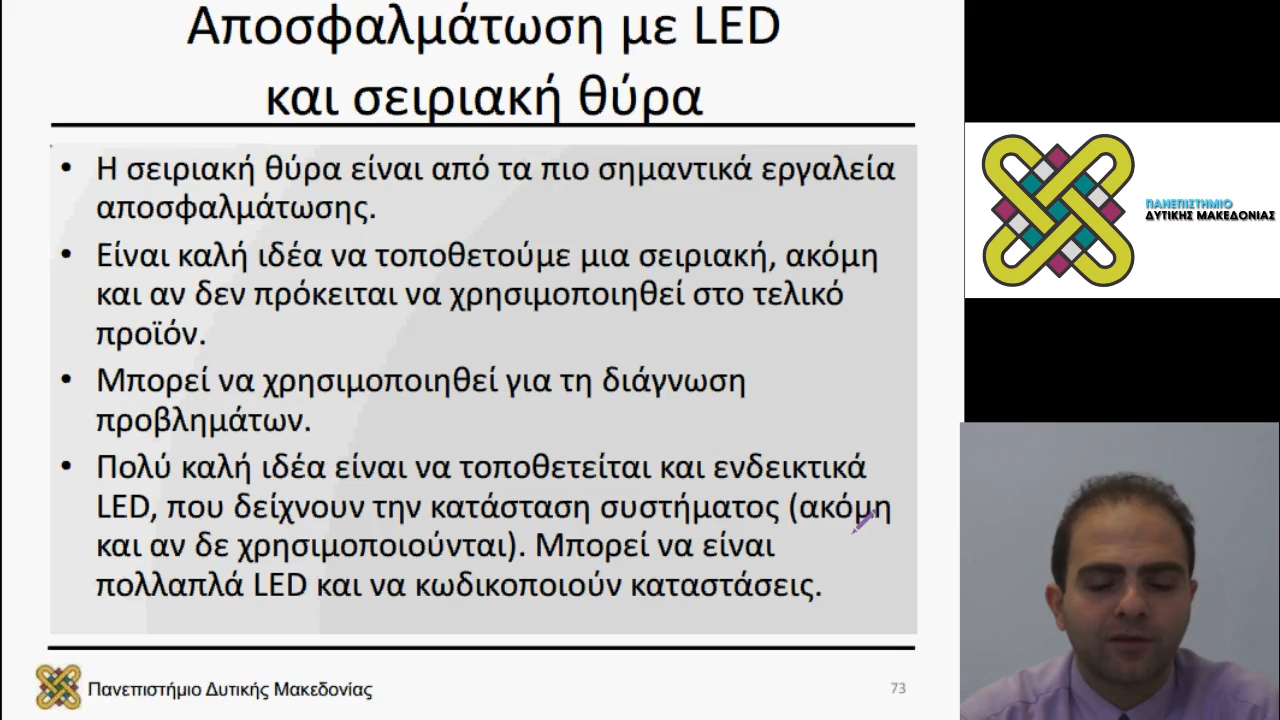 Αποσφαλμάτωση με LED
και σειριακή θύρα
• Η σειριακή θύρα είναι από τα πιο σημαντικά εργαλεία
αποσφαλμάτωσης.
• Είναι καλή ιδέα να τοποθετούμε μια σειριακή, ακόμη
και αν δεν πρόκειται να χρησιμοποιηθεί στο τελικό
προϊόν.
• Μπορεί να χρησιμοποιηθεί για τη διάγνωση
προβλημάτων.
• Πολύ καλή ιδέα είναι να τοποθετείται και ενδεικτικά
LED, που δείχνουν την κατάσταση συστήματος (ακόμη
και αν δε χρησιμοποιούνται). Μπορεί να είναι
πολλαπλά LED και να κωδικοποιούν καταστάσεις.
Πανεπιστήμιο Δυτικής Μακεδονίας
73
ΠΑΝΕΠΙΣΤΗΜΙΟ
ΔΥΤΙΚΗΣ ΜΑΚΕΔΟΝΙΑΣ